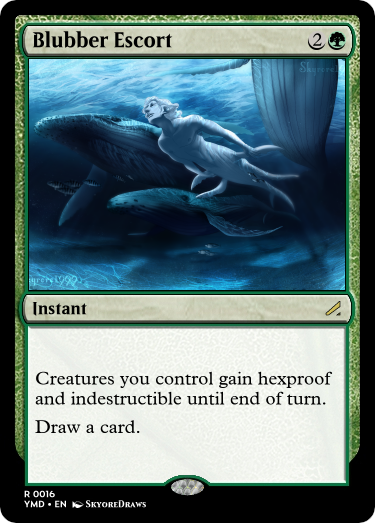 Blubber Escort 2
Instant
Creatures you control gain hexproof
and indestructible until end of turn.
Draw a card.
R 0016
YMD • EN SkyoreDraws